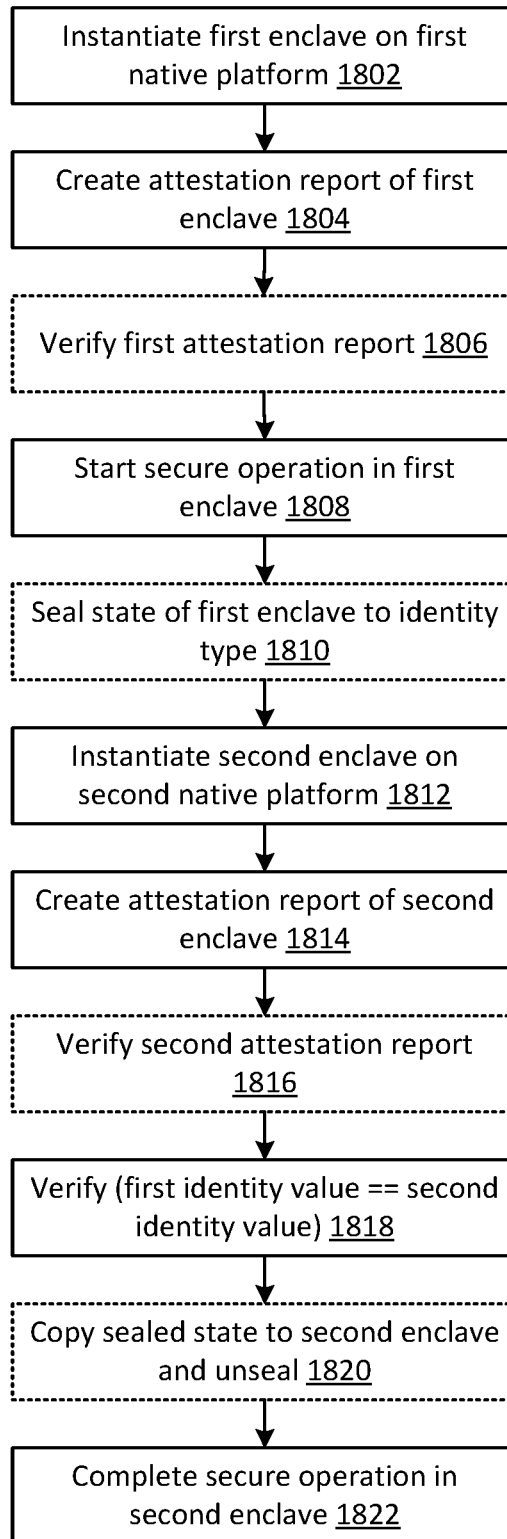 Instantiate first enclave on first
native platform 1802
Create attestation report of first
enclave 1804
Verify first attestation report 1806
Start secure operation in first
enclave 1808
Seal state of first enclave to identity
type 1810
Instantiate second enclave on
second native platform 1812
Create attestation report of second
enclave 1814
Verify second attestation report
1816
Verify (first identity value == second
identity value) 1818
Copy sealed state to second enclave
and unseal 1820
Complete secure operation in
second enclave 1822